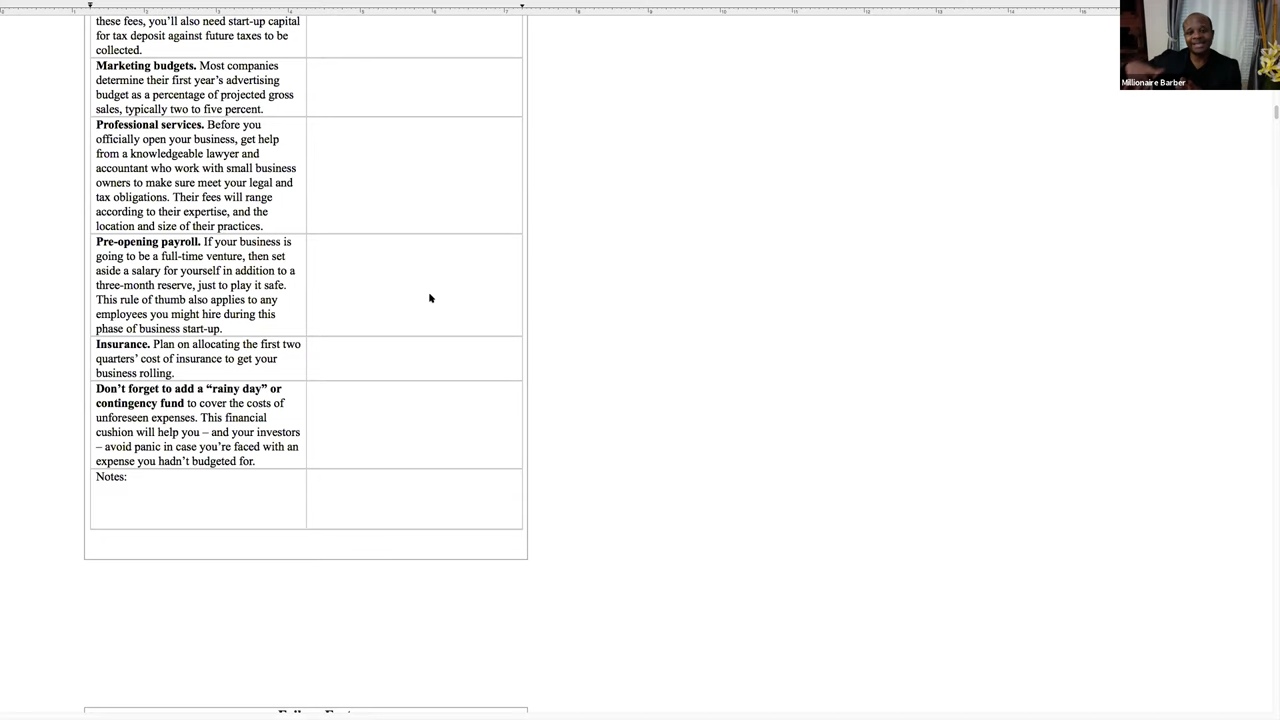 these fees, you’ll also need start-up capital
for tax deposit against future taxes to be
collected.
Marketing budgets. Most companies
determine their first year’s advertising
budget as a percentage of projected gross
sales, typically two to five percent.
Professional services. Before you
officially open your business, get help
from a knowledgeable lawyer and
accountant who work with small business
owners to make sure meet your legal and
tax obligations. Their fees will range
according to their expertise, and the
location and size of their practices.
Pre-opening payroll. If your business is
going to be a full-time venture, then set
aside a salary for yourself in addition to a
three-month reserve, just to play it safe.
This rule of thumb also applies to any
employees you might hire during this
phase of business start-up.
Insurance. Plan on allocating the first two
quarters’ cost of insurance to get your
business rolling.
Don’t forget to add a “rainy day” or
contingency fund to cover the costs of
unforeseen expenses. This financial
cushion will help you – and your investors
– avoid panic in case you’re faced with an
expense you hadn’t budgeted for.
Notes:
Millionaire Barber